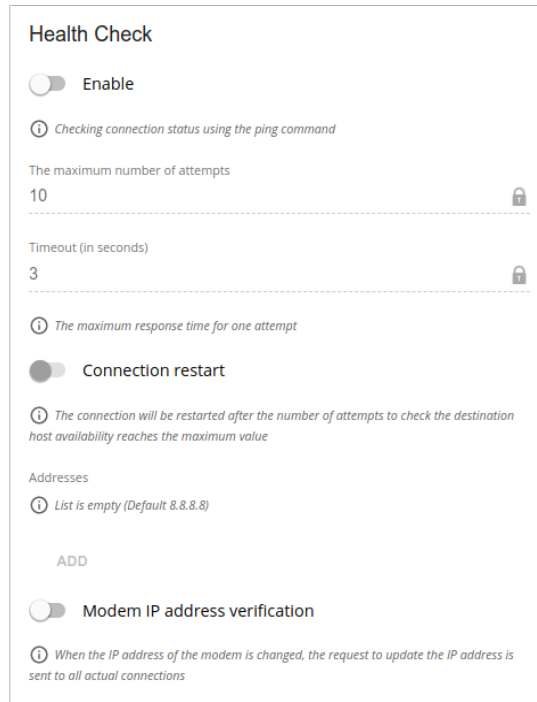 Health Check
Enable
Checking connection status using the ping command
The maximum number of attempts
10
Timeout (in seconds)
3
The maximum response time for one attempt
Connection restart
The connection will be restarted after the number of attempts to check the destination
host availability reaches the maximum value
Addresses
List is empty (Default 8.8.8.8)
ADD
Modem IP address verification
When the IP address of the modem is changed, the request to update the IP address is
sent to all actual connections